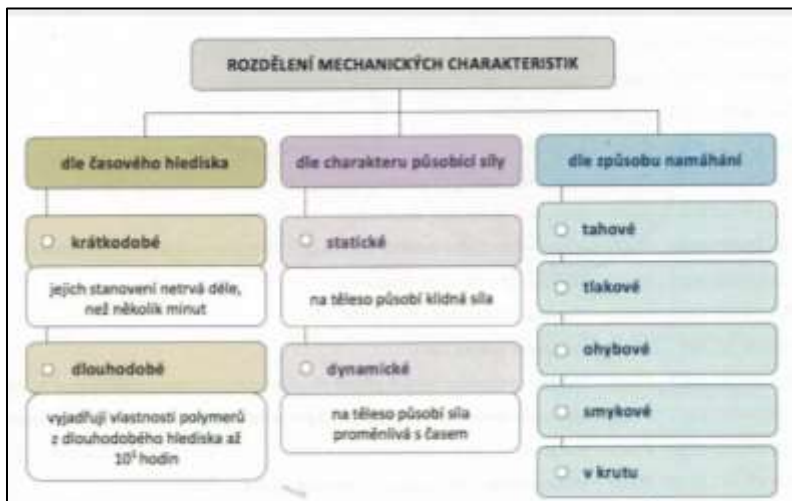 ROZDĚLENÍ MECHANICKÝCH CHARAKTERISTIK
dle časového hlediska
krátkodobé
jejich stanovení netrvá déle,
než několik minut
dlouhodobé
vyjadřují vlastnosti polymerů
z dlouhodobého hlediska až
hodin
dle charakteru působící síly
statické
na těleso působí klidná síla
dynamické
na těleso působí síla
proměnlivá s časem
dle způsobu namáhání
tahové
tlakové
ohybové
smykové
v krutu